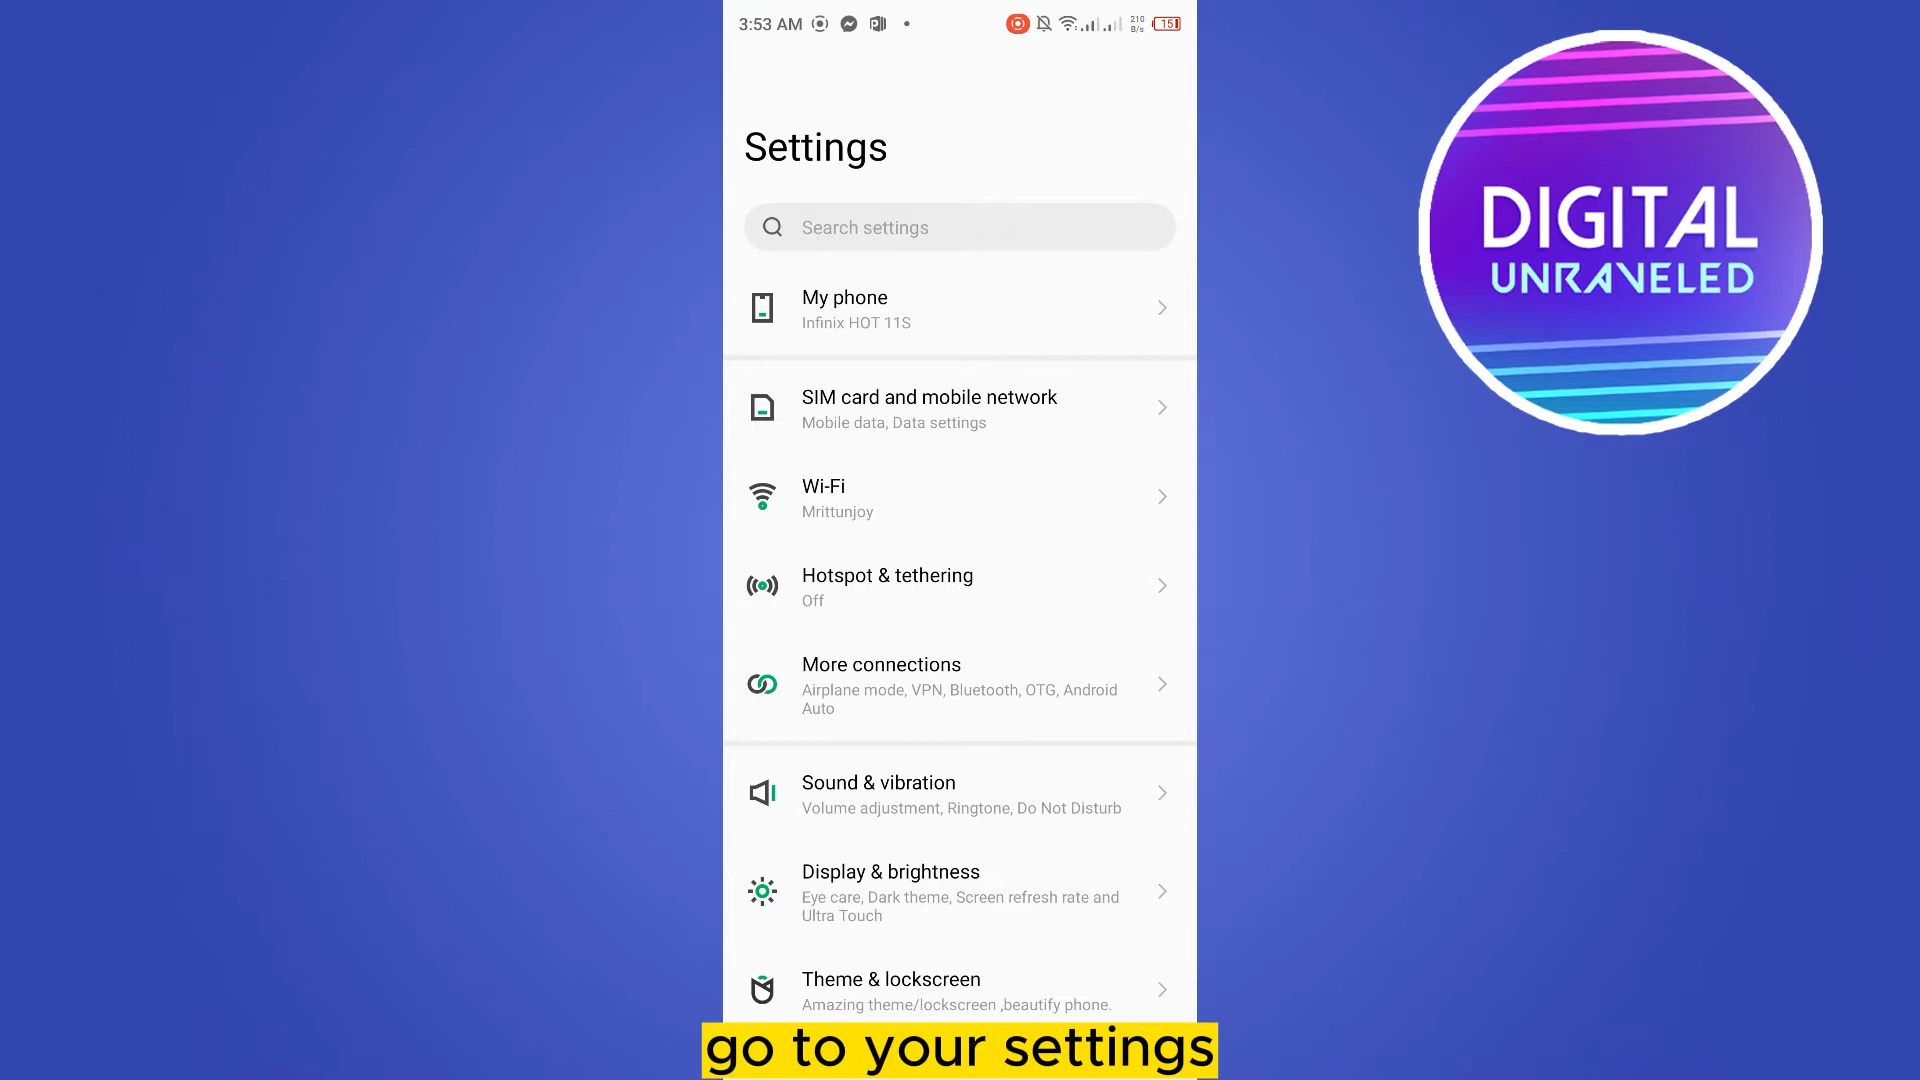 3:53 AM
210
B/s
15
Settings
Search settings
My phone
Infinix HOT 11S
SIM card and mobile network
Mobile data, Data settings
Wi-Fi
Mrittunjoy
Hotspot & tethering
Off
More connections
Airplane mode, VPN, Bluetooth, OTG, Android
Auto
Sound & vibration
Volume adjustment, Ringtone, Do Not Disturb
Display & brightness
Eye care, Dark theme, Screen refresh rate and
Ultra Touch
Theme & lockscreen
Amazing theme/lockscreen ,beautify phone.
go to your settings
DIGITAL
UNRAVELED